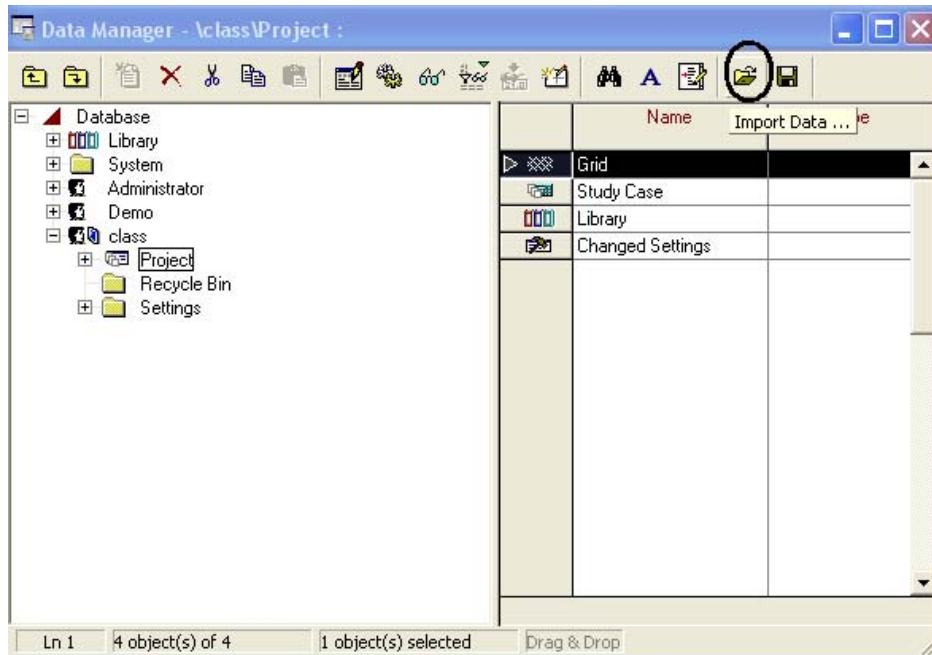 Data Manager - \class\Project :
A
Database
Library
System
Administrator
Demo
class
Project
Recycle Bin
Settings
Name
Import Data ...
Grid
Study Case
Library
Changed Settings
Ln 1 4 object(s) of 4 1 object(s) selected Drag & Drop